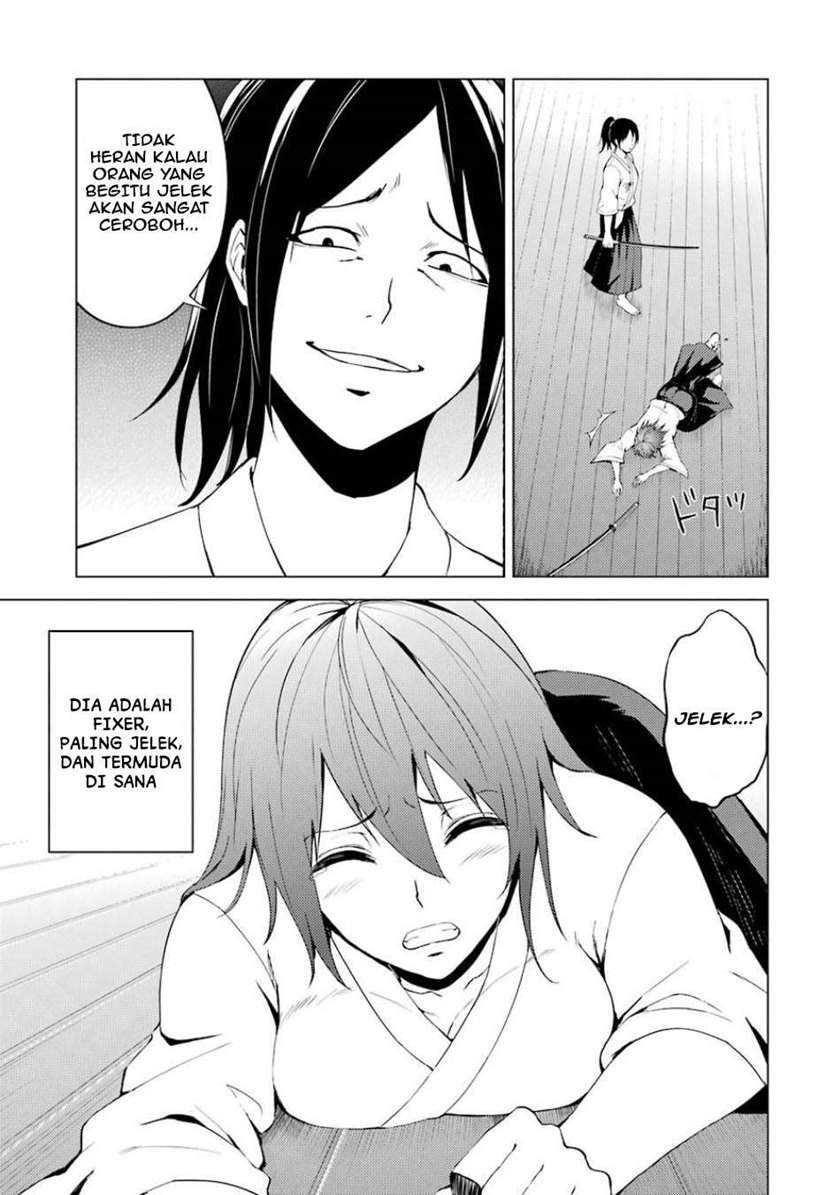 ドタッ
TIDAK
HERAN KALAU
ORANG YANG
BEGITU JELEK
AKAN SANGAT
CEROBOH...
JELEK...?
DIA ADALAH
FIXER,
PALING JELEK,
DAN TERMUDA
DI SANA